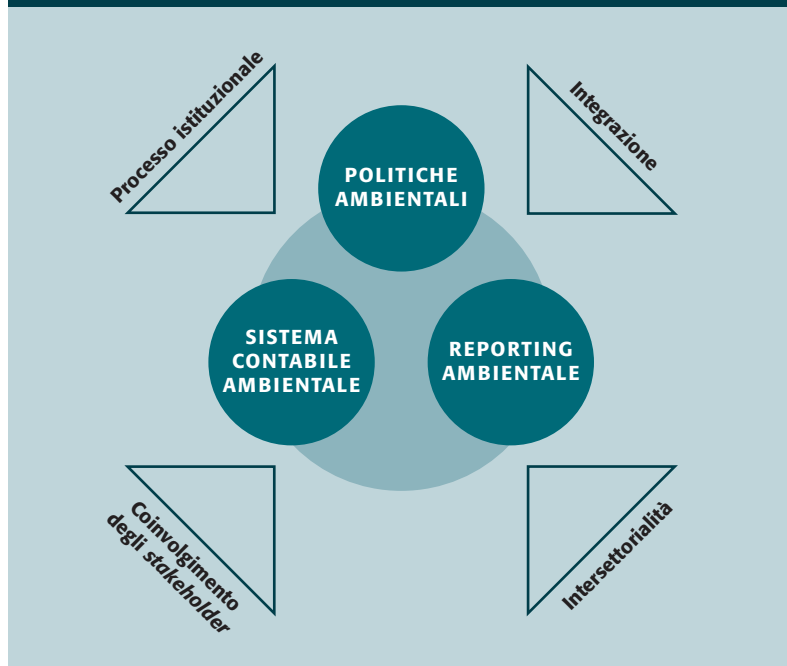 Processo istituzionale
Integrazione
POLITICHE
AMBIENTALI
SISTEMA
CONTABILE
AMBIENTALE
REPORTING
AMBIENTALE
Coinvolgimento
degli stakeholder
Intersettorialità